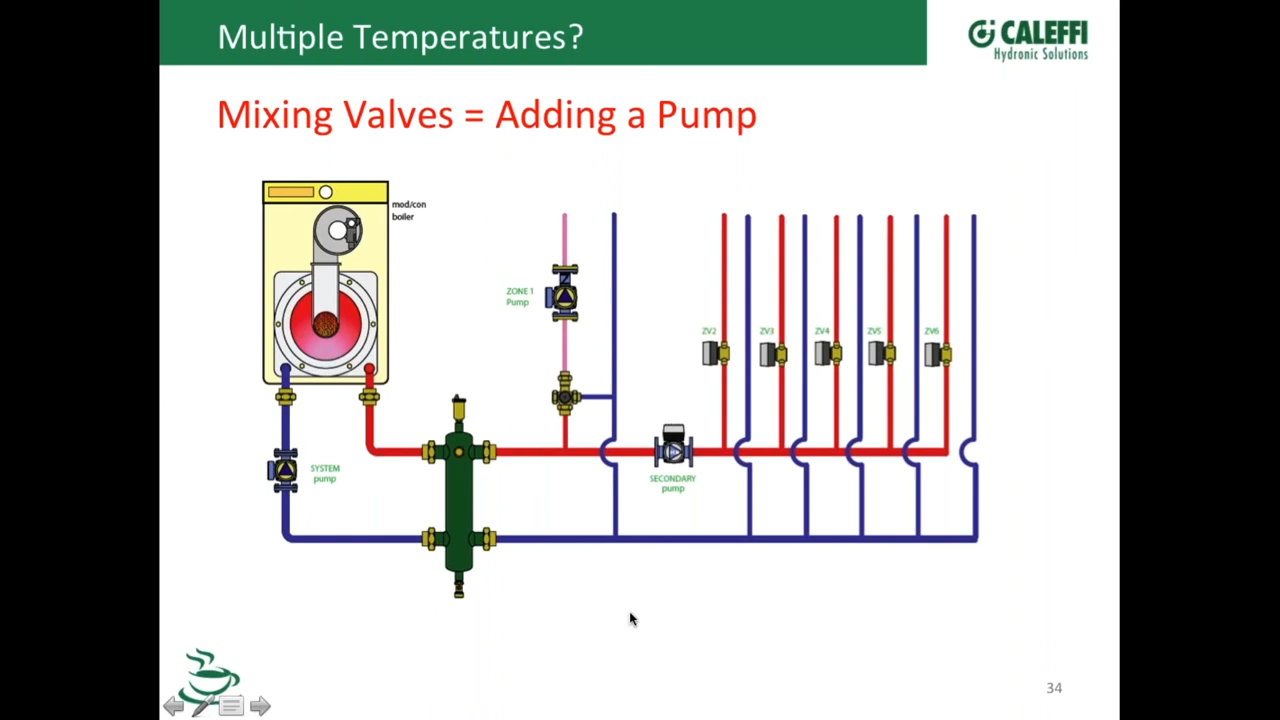 Multiple Temperatures?
CALEFFI
Hydronic Solutions
Mixing Valves = Adding a Pump
mod/con
boiler
ZONE 1
Pump
Z
ZV2
ZV3
ZV4
ZV5
ZV6
SYSTEM
pump
SECONDARY
pump
34